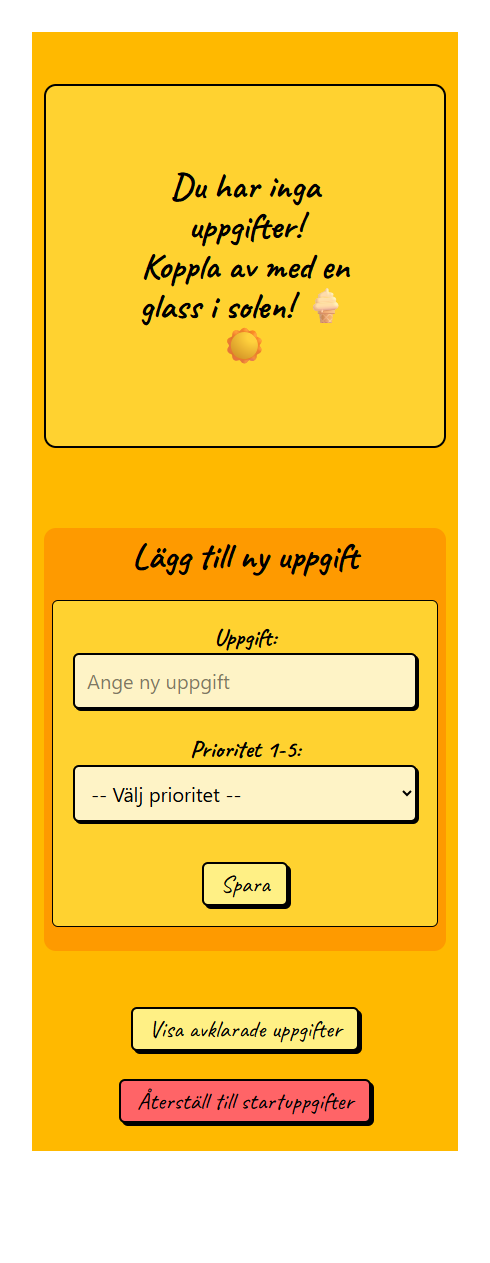 Du har inga
uppgifter!
Koppla av med en
glass i solen! 🍦
🌞
Lägg till ny uppgift
Uppgift:
Ange ny uppgift
Prioritet 1-5:
-- Välj prioritet --
Spara
Visa avklarade uppgifter
Återställ till startuppgifter